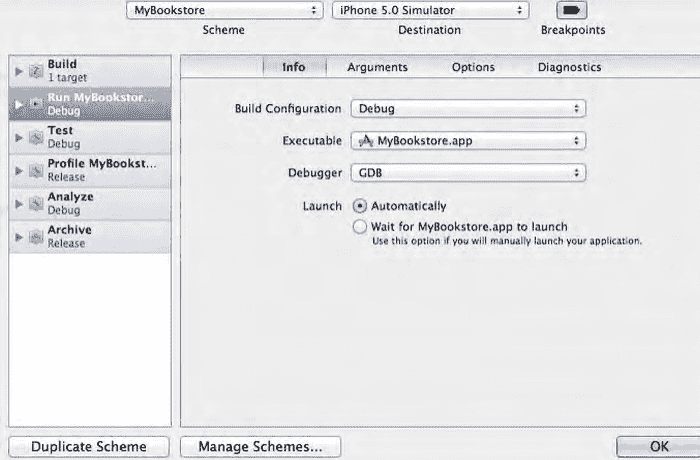 MyBookstore
iPhone 5.0 Simulator
Scheme
Destination
Breakpoints
Build
1 target
Run MyBookstor...
Debug
Test
Debug
Profile MyBookst...
Release
Analyze
Debug
Archive
Release
Info
Arguments
Options
Diagnostics
Build Configuration
Debug
Executable
MyBookstore.app
Debugger
GDB
Launch
Automatically
Wait for MyBookstore.app to launch
Use this option if you will manually launch your application.
Duplicate Scheme
Manage Schemes...
OK